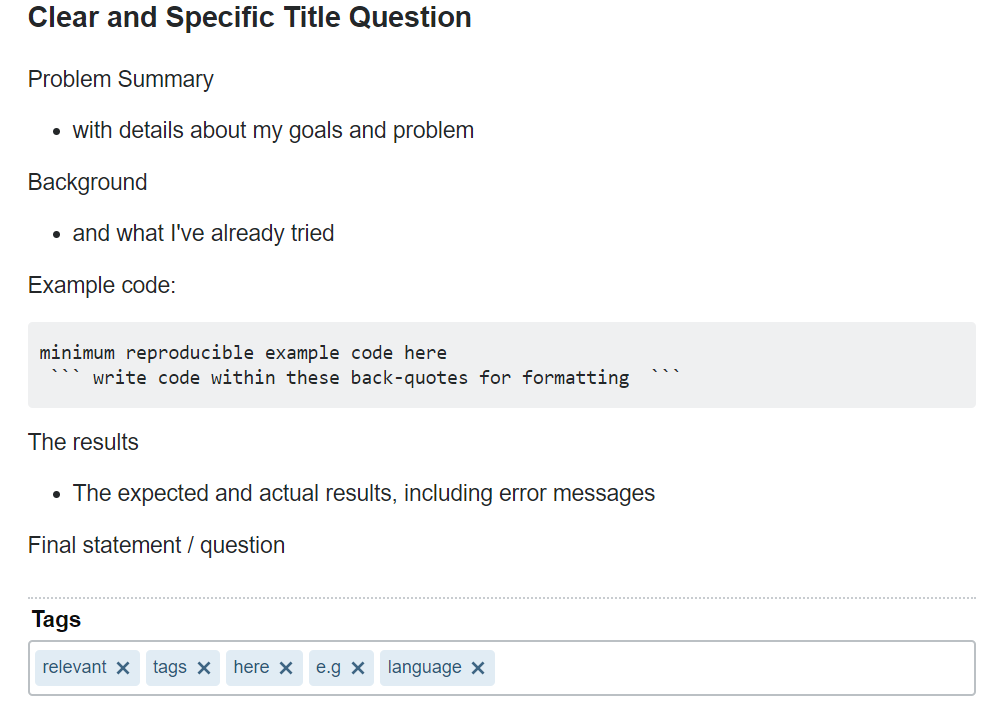 Clear and Specific Title Question
Problem Summary
• with details about my goals and problem
Background
• and what I've already tried
Example code:
minimum reproducible example code here
``` write code within these back-quotes for formatting ```
The results
• The expected and actual results, including error messages
Final statement / question
Tags
relevant ✕ tags ✕ here ✕ e.g ✕ language ✕